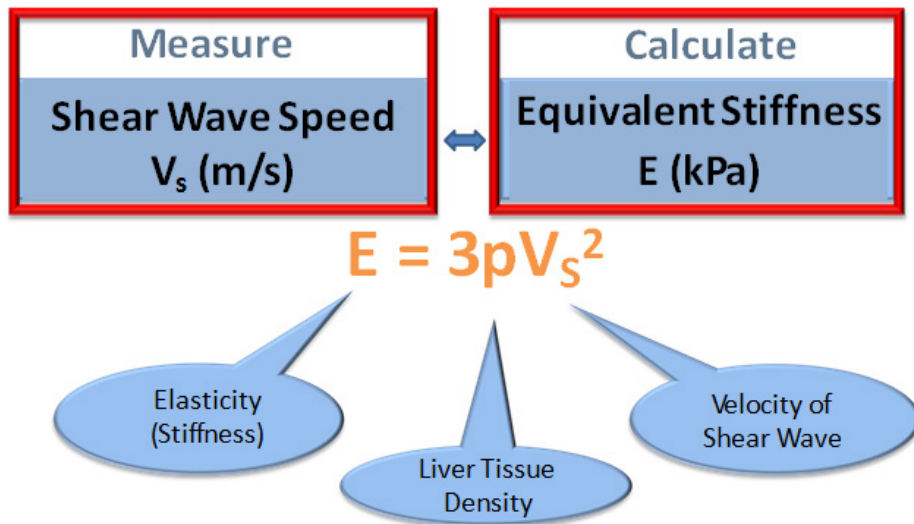 Measure
Shear Wave Speed
Vₛ (m/s)
Calculate
Equivalent Stiffness
E (kPa)
E = 3pVS²
Elasticity
(Stiffness)
Liver Tissue
Density
Velocity of
Shear Wave